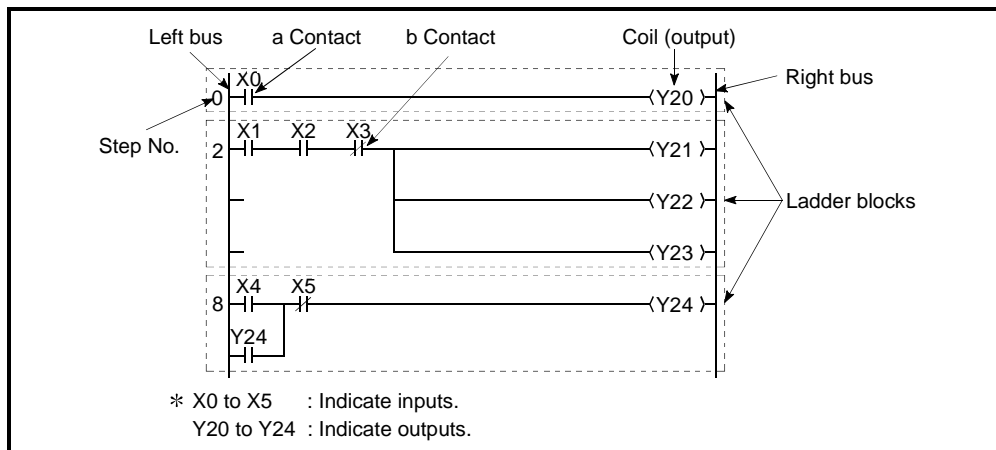 Left bus a Contact b Contact Coil (output)
Right bus
X0
0 Y20
Step No.
X1 X2 X3
2 Y21
Y22
Ladder blocks
Y23
X4 X5
8 Y24
Y24
* X0 to X5 : Indicate inputs.
Y20 to Y24 : Indicate outputs.